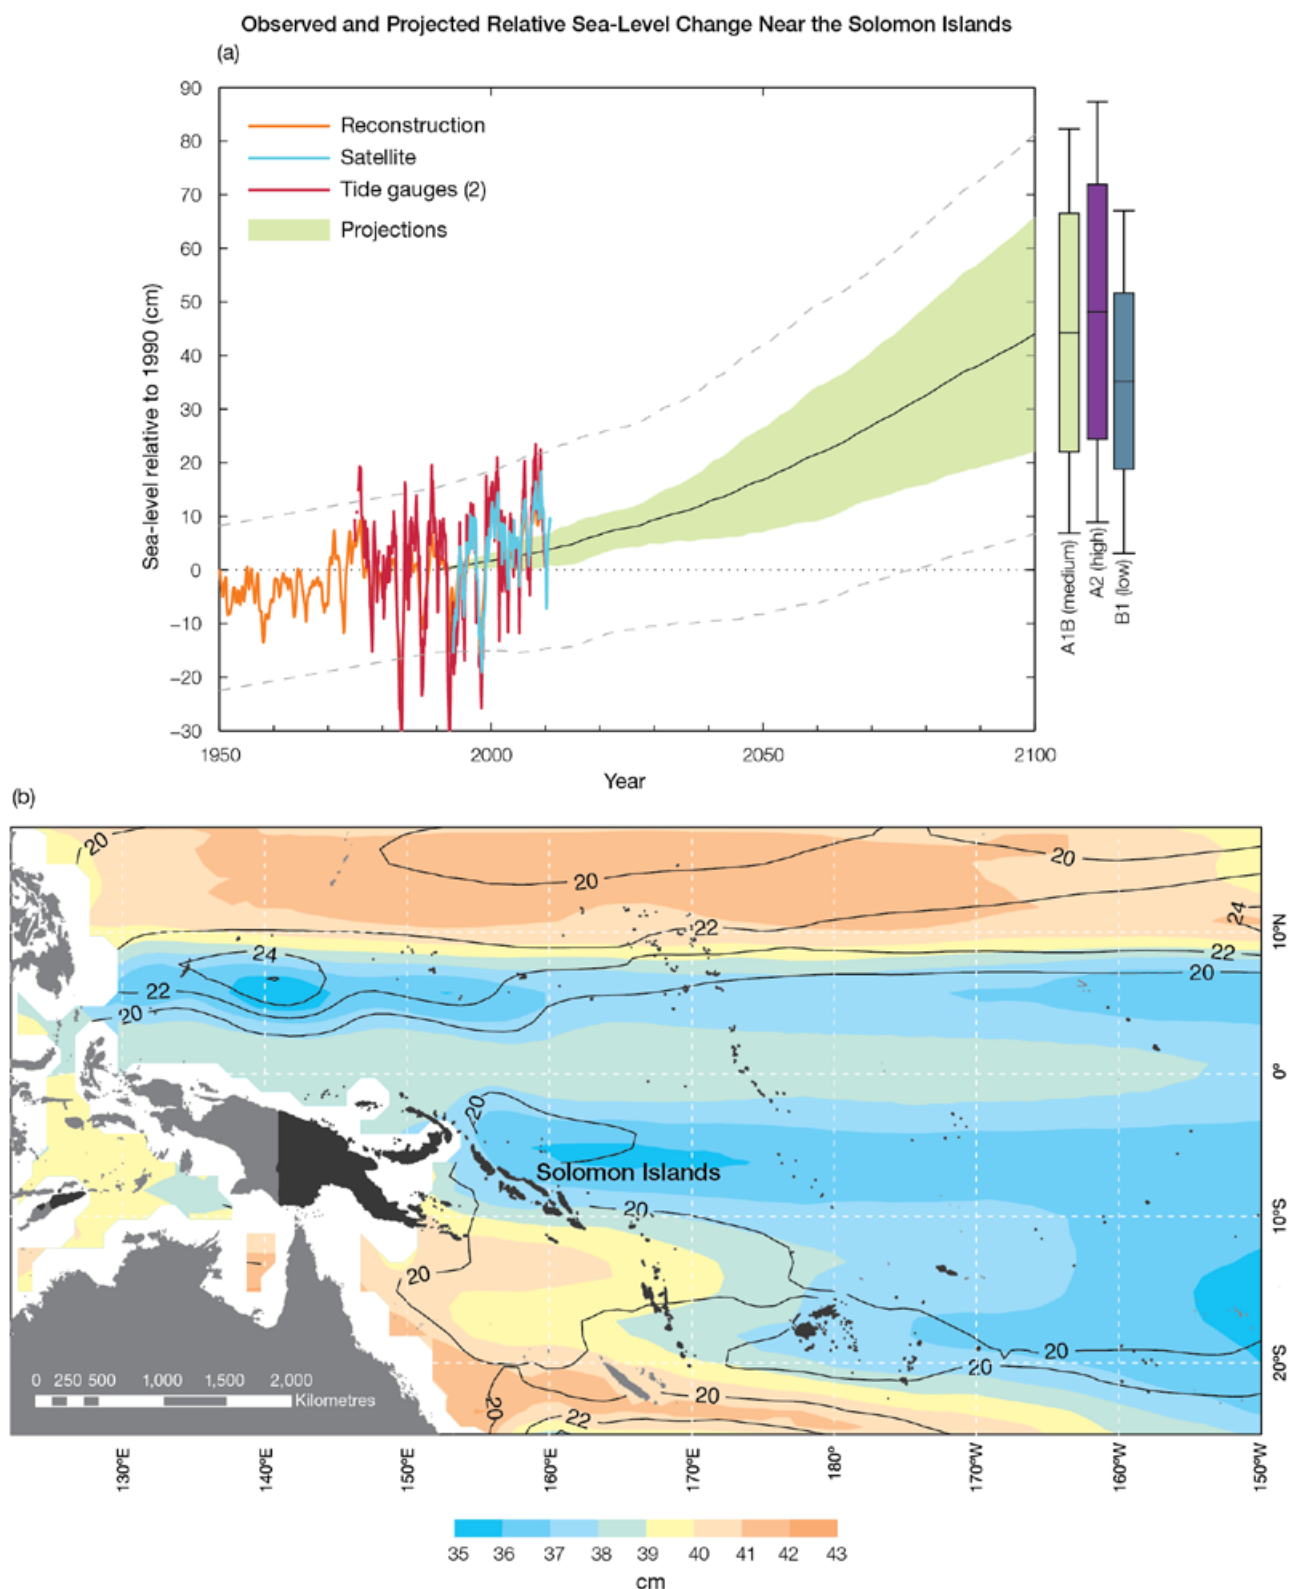 Observed and Projected Relative Sea-Level Change Near the Solomon Islands
(a)
90
80
70
60
50
40
30
20
10
0
−10
−20
−30
Sea-level relative to 1990 (cm)
Reconstruction
Satellite
Tide gauges (2)
Projections
1950
2000
2050
2100
Year
A1B (medium)
A2 (high)
B1 (low)
(b)
20
20
20
24
22
10°N
24
22
22
20
20
0°
20
Solomon Islands
20
10°S
20
20
20
20°S
20
20
22
0 250 500 1,000 1,500 2,000
Kilometres
130°E
140°E
150°E
160°E
170°E
180°
170°W
160°W
150°W
35 36 37 38 39 40 41 42 43
cm